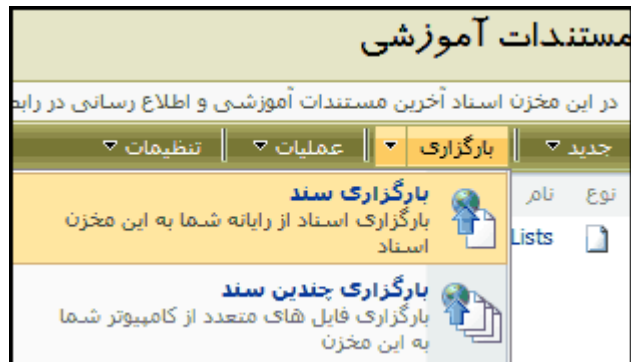 مستندات آموزشی
در این مخزن اسناد آخرین مستندات آموزشی و اطلاع رسانی در
جدید بارگزاری عملیات تنظیمات
نوع نام
بارگزاری سند
بارگزاری اسناد از رایانه شما به این مخزن
اسناد
Lists
بارگزاری چندین سند
بارگزاری فایل های متعدد از کامپیوتر شما
به این مخزن